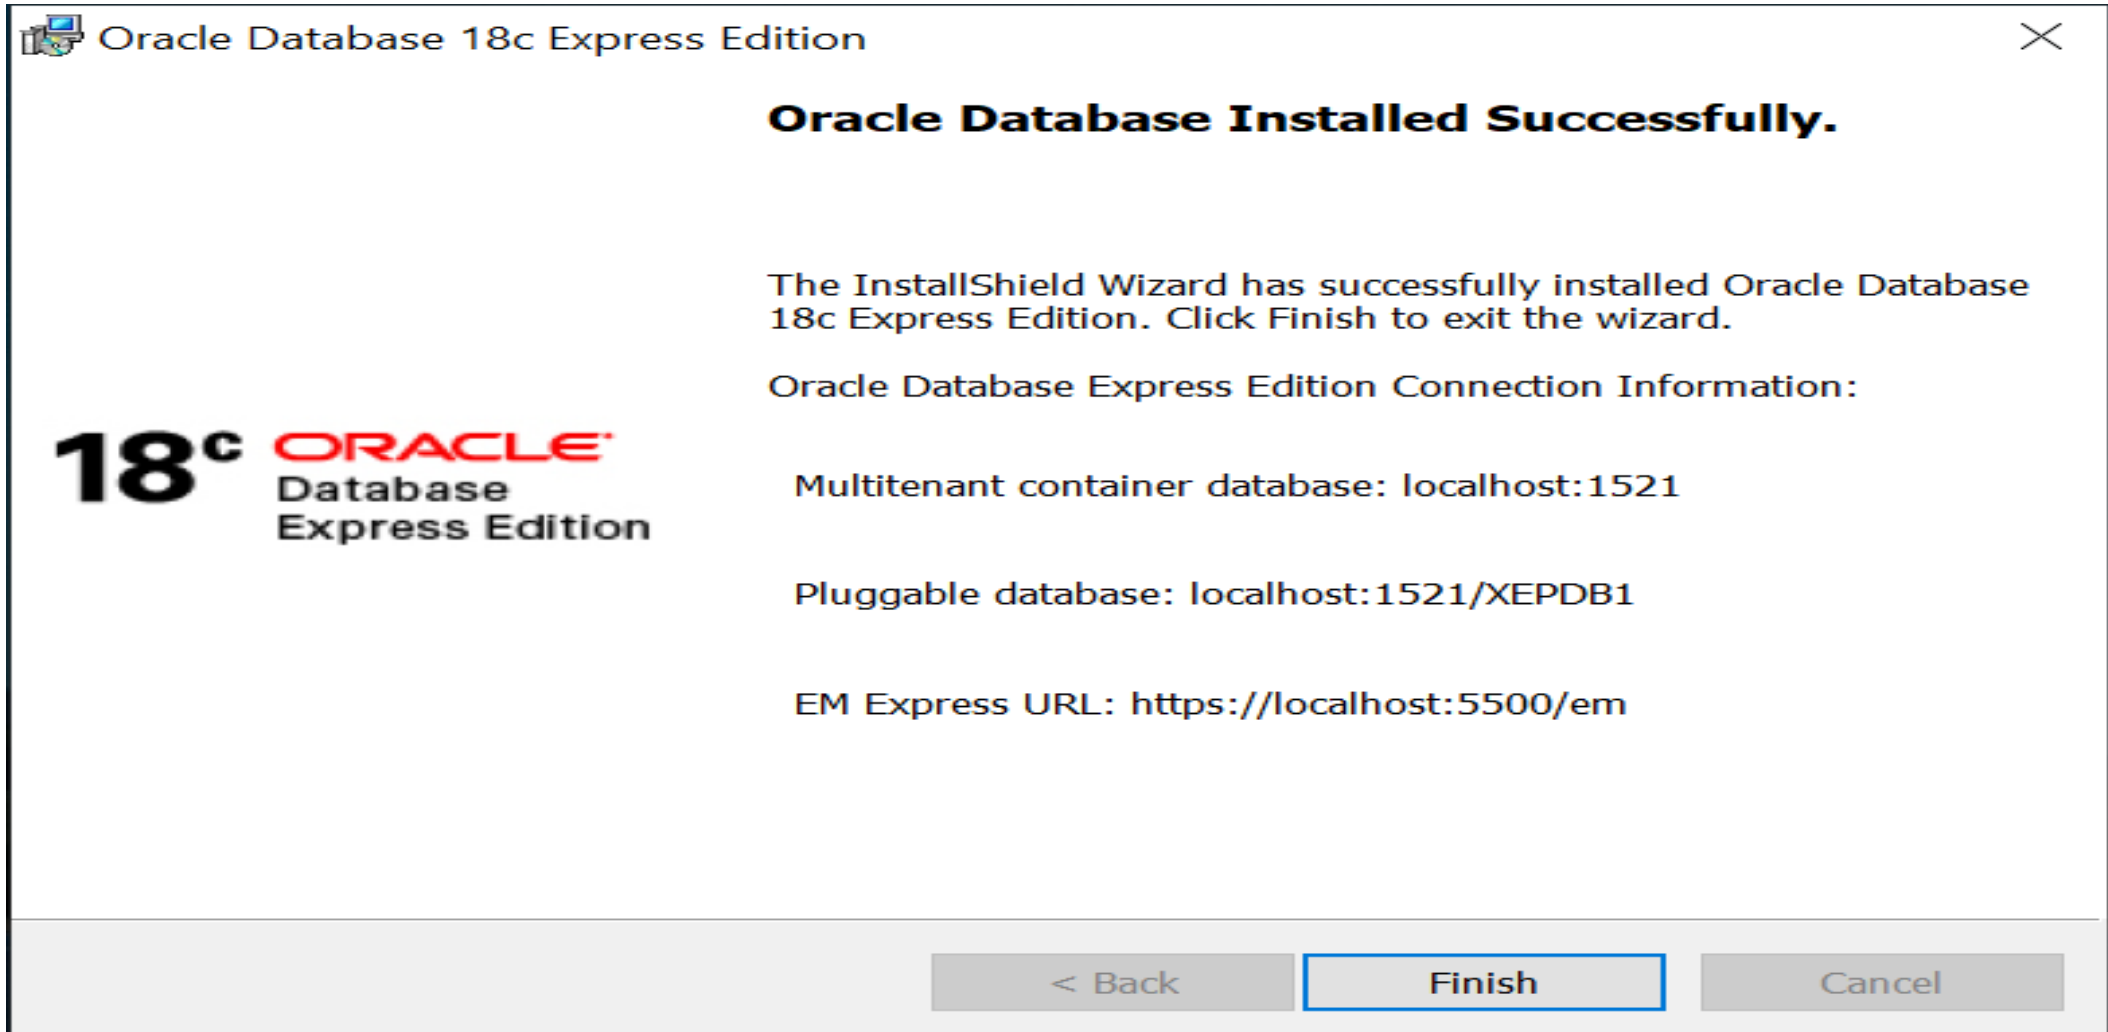 Oracle Database 18c Express Edition
Oracle Database Installed Successfully.
The InstallShield Wizard has successfully installed Oracle Database
18c Express Edition. Click Finish to exit the wizard.
Oracle Database Express Edition Connection Information:
18c ORACLE
Database
Express Edition
Multitenant container database: localhost:1521
Pluggable database: localhost:1521/XEPDB1
EM Express URL: https://localhost:5500/em
< Back
Finish
Cancel